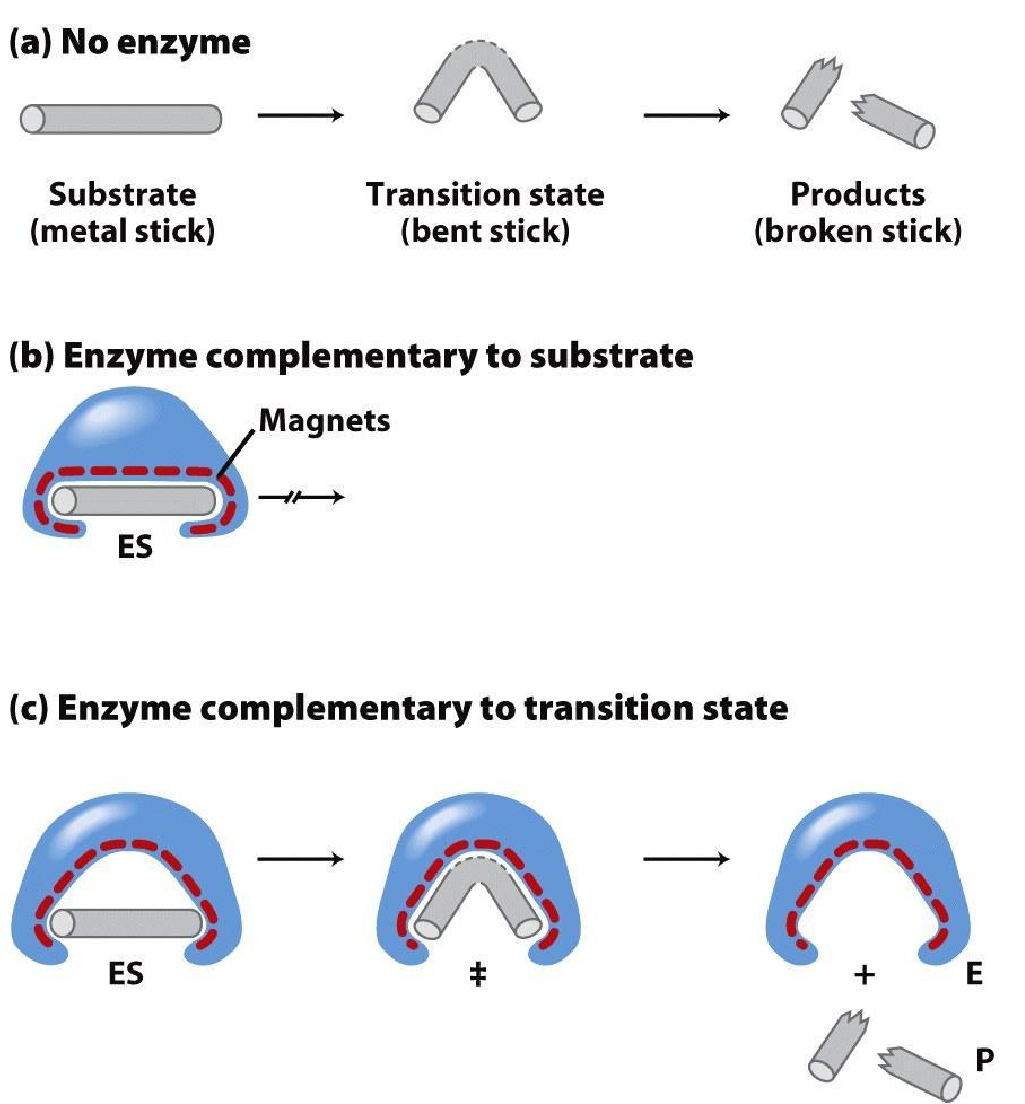 (a) No enzyme
Substrate
(metal stick)
Transition state
(bent stick)
Products
(broken stick)
(b) Enzyme complementary to substrate
Magnets
ES
(c) Enzyme complementary to transition state
ES
‡
+
E
P